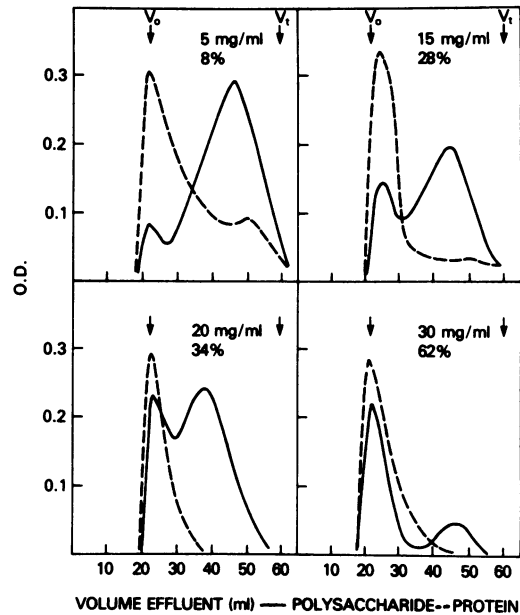 Vo Vt Vo Vt
5 mg/ml 15 mg/ml
8% 28%
0.3
0.2
0.1
O.D.
20 mg/ml 30 mg/ml
34% 62%
0.3
0.2
0.1
10 20 30 40 50 60 10 20 30 40 50 60
VOLUME EFFLUENT (ml) — POLYSACCHARIDE--PROTEIN